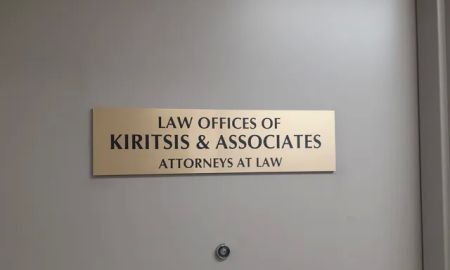 LAW OFFICES OF
KIRITSIS & ASSOCIATES
ATTORNEYS AT LAW